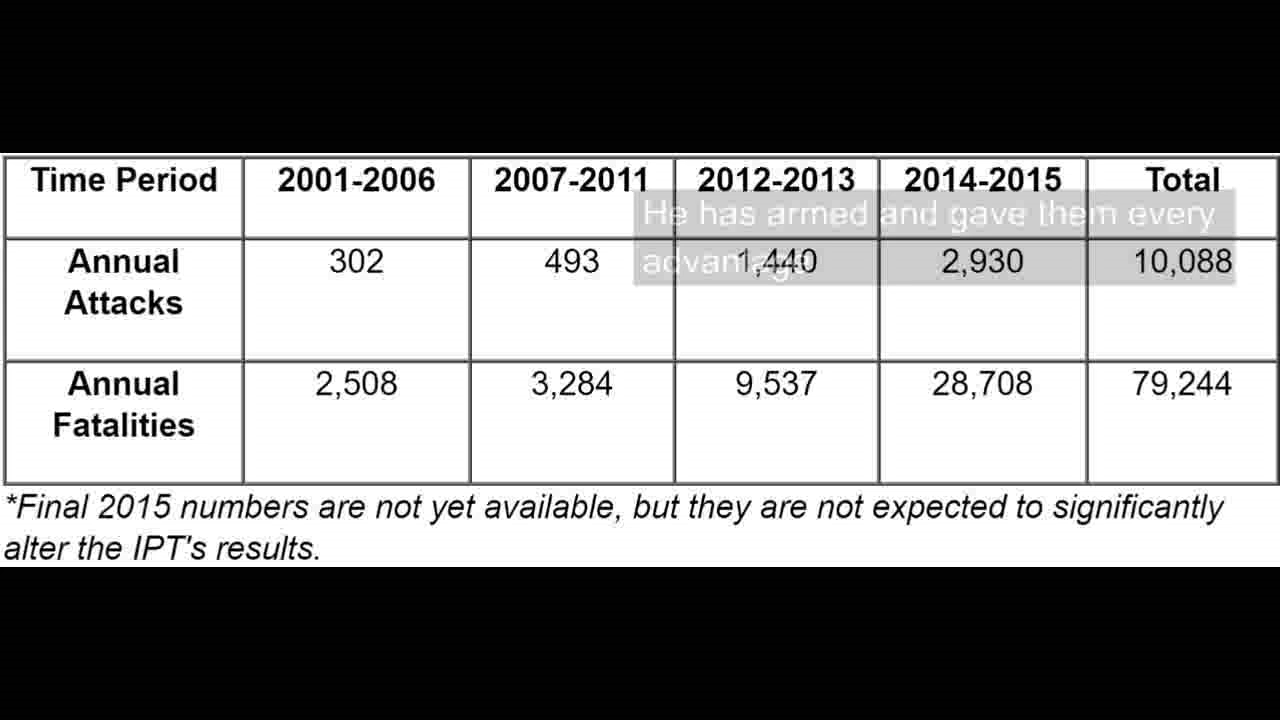 Time Period 2001-2006 2007-2011 2012-2013 2014-2015 Total
He has armed and gave them every
advantage
Annual 302 493 1,440 2,930 10,088
Attacks
Annual 2,508 3,284 9,537 28,708 79,244
Fatalities
*Final 2015 numbers are not yet available, but they are not expected to significantly
alter the IPT's results.